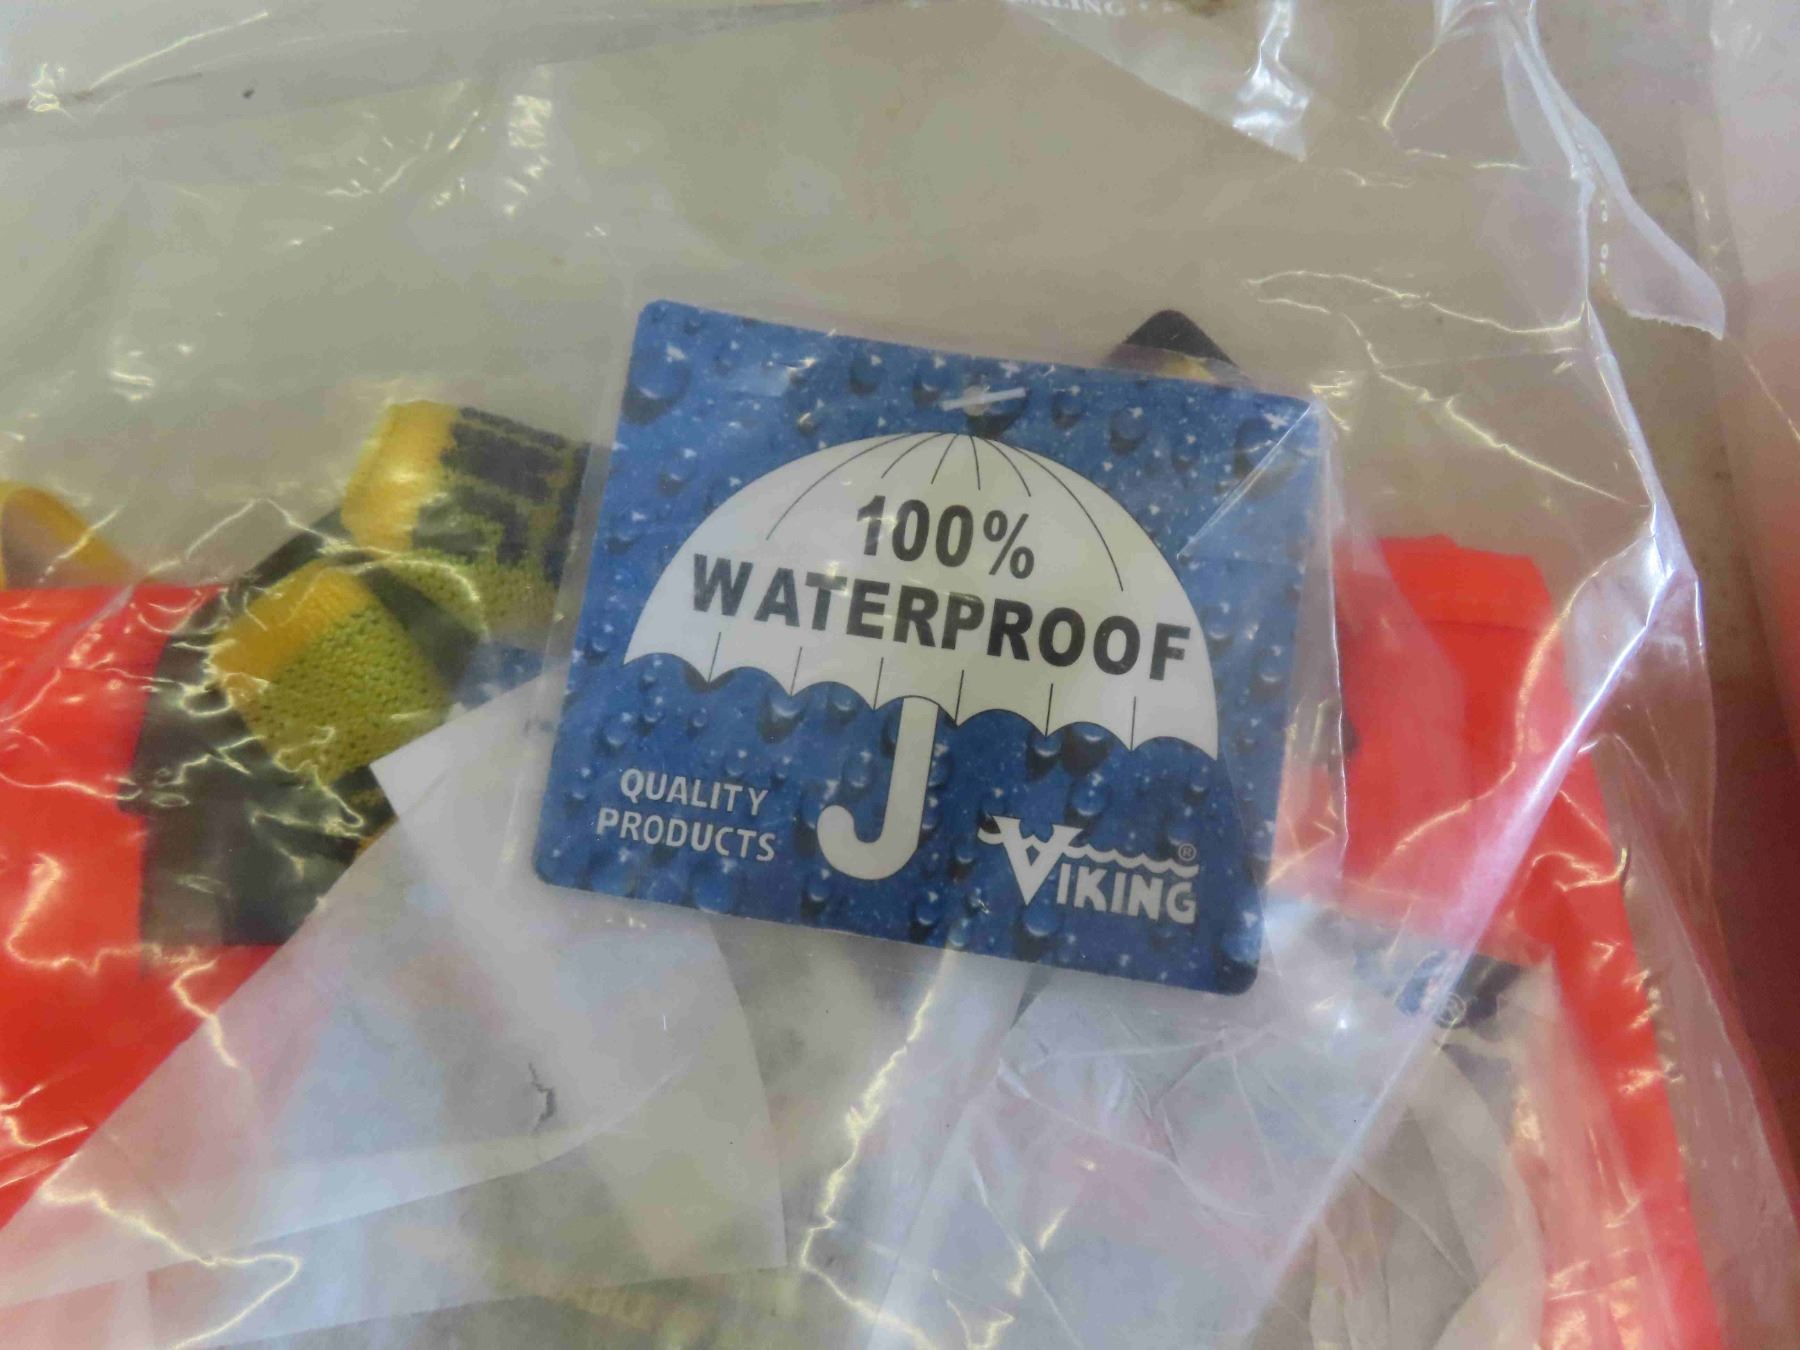 100%
WATERPROOF
QUALITY
PRODUCTS
VIKING®
®